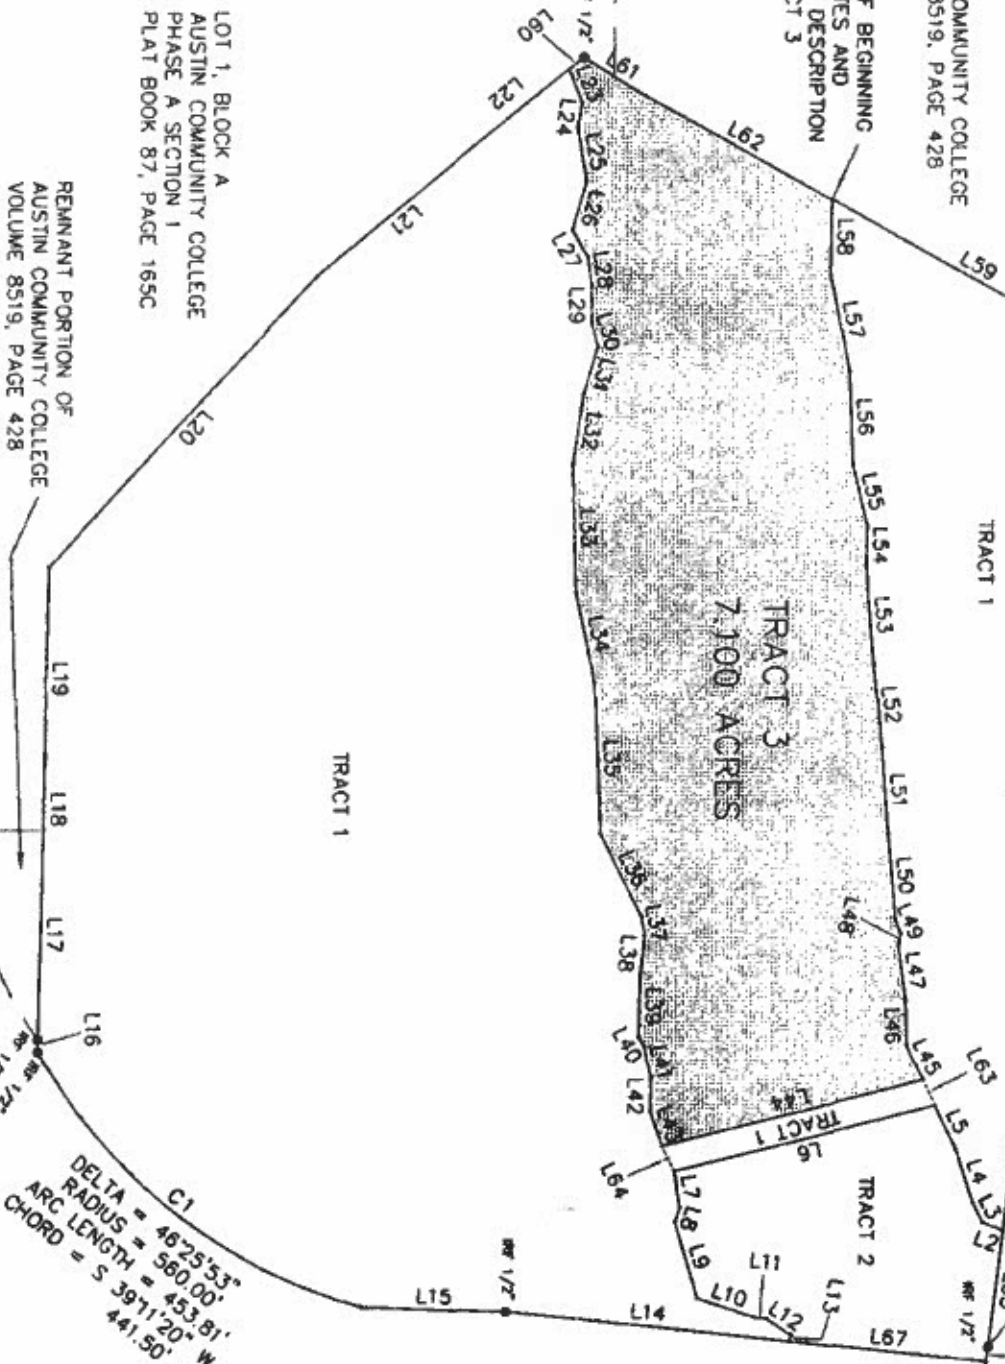 OMMUNITY COLLEGE
8519, PAGE 428
F BEGINNING
ES AND
DESCRIPTION
CT 3
1/2"
L60
L61
L62
L59
L58
L57
L56
L55
L54
L53
L52
L51
L50
L49
L48
L47
L46
L45
L63
L5
L4
L3
L2
TRACT 1
TRACT 3
7.100 ACRES
L23
L24
L25
L26
L27
L28
L29
L30
L31
L32
L33
L34
L35
L36
L37
L38
L39
L40
L41
L42
L43
L44
TRACT 1
L6
L64
L7
L8
L9
L10
L11
L12
L13
TRACT 2
L22
L21
L20
L19
L18
L17
L16
LOT 1, BLOCK A
AUSTIN COMMUNITY COLLEGE
PHASE A SECTION 1
PLAT BOOK 87, PAGE 165C
TRACT 1
REMNANT PORTION OF
AUSTIN COMMUNITY COLLEGE
VOLUME 8519, PAGE 428
IRF 1/2"
C1
DELTA = 46°25'53"
RADIUS = 560.00'
ARC LENGTH = 453.81'
CHORD = S 39°11'20" W
441.50'
L15
IRF 1/2"
L14
L67
IRF 1/2"